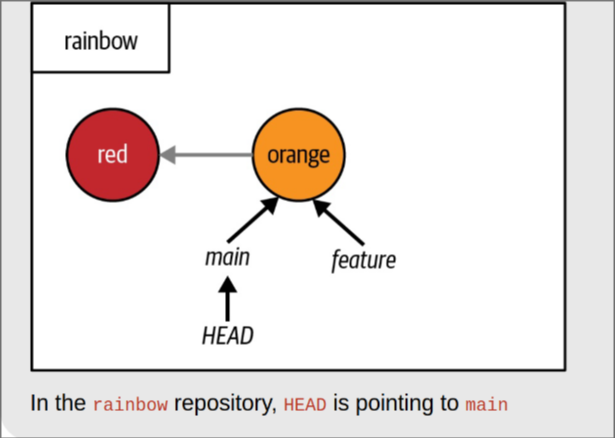 rainbow
red
orange
main
feature
HEAD
In the rainbow repository, HEAD is pointing to main